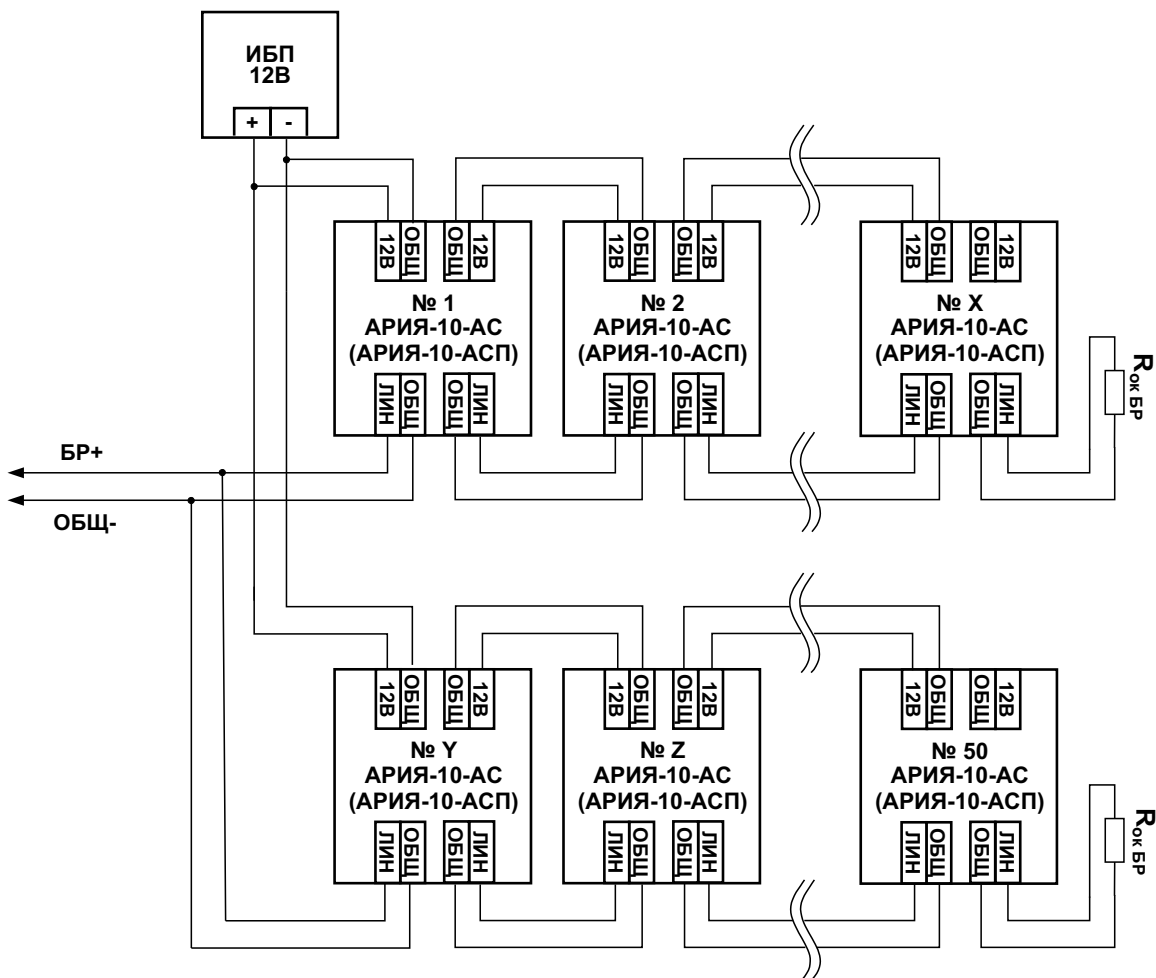 ИБП
12В
+ -
12В ОБЩ ОБЩ 12В
№ 1
АРИЯ-10-АС
(АРИЯ-10-АСП)
ЛИН ОБЩ ОБЩ ЛИН
12В ОБЩ ОБЩ 12В
№ 2
АРИЯ-10-АС
(АРИЯ-10-АСП)
ЛИН ОБЩ ОБЩ ЛИН
12В ОБЩ ОБЩ 12В
№ X
АРИЯ-10-АС
(АРИЯ-10-АСП)
ЛИН ОБЩ ОБЩ ЛИН
Rок БР
БР+
ОБЩ-
12В ОБЩ ОБЩ 12В
№ Y
АРИЯ-10-АС
(АРИЯ-10-АСП)
ЛИН ОБЩ ОБЩ ЛИН
12В ОБЩ ОБЩ 12В
№ Z
АРИЯ-10-АС
(АРИЯ-10-АСП)
ЛИН ОБЩ ОБЩ ЛИН
12В ОБЩ ОБЩ 12В
№ 50
АРИЯ-10-АС
(АРИЯ-10-АСП)
ЛИН ОБЩ ОБЩ ЛИН
Rок БР